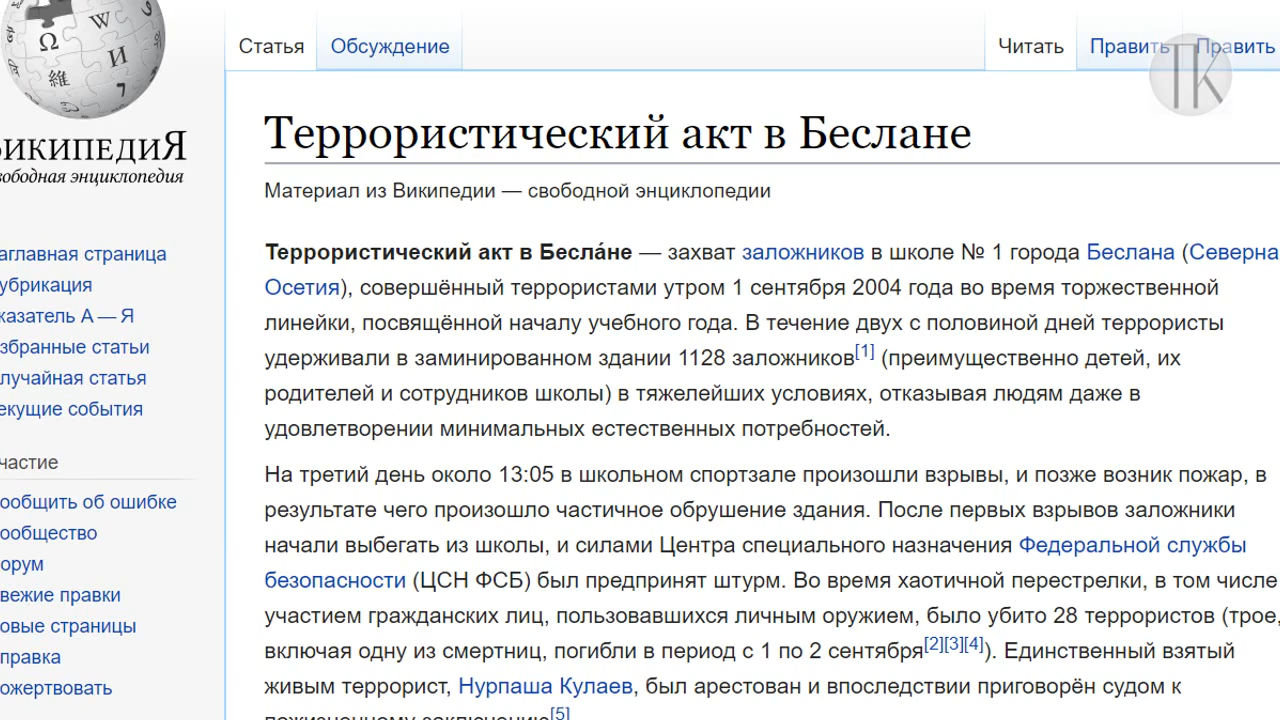 Статья
Обсуждение
Читать
Править
Править
TK
ВИКИПЕДИЯ
свободная энциклопедия
Террористический акт в Беслане
Материал из Википедии — свободной энциклопедии
Террористический акт в Бесла́не — захват заложников в школе № 1 города Беслана (Северна
Осетия), совершённый террористами утром 1 сентября 2004 года во время торжественной
линейки, посвящённой началу учебного года. В течение двух с половиной дней террористы
удерживали в заминированном здании 1128 заложников[1] (преимущественно детей, их
родителей и сотрудников школы) в тяжелейших условиях, отказывая людям даже в
удовлетворении минимальных естественных потребностей.
На третий день около 13:05 в школьном спортзале произошли взрывы, и позже возник пожар, в
результате чего произошло частичное обрушение здания. После первых взрывов заложники
начали выбегать из школы, и силами Центра специального назначения Федеральной службы
безопасности (ЦСН ФСБ) был предпринят штурм. Во время хаотичной перестрелки, в том числе
участием гражданских лиц, пользовавшихся личным оружием, было убито 28 террористов (трое,
включая одну из смертниц, погибли в период с 1 по 2 сентября[2][3][4]). Единственный взятый
живым террорист, Нурпаша Кулаев, был арестован и впоследствии приговорён судом к
пожизненному заключению[5]
аглавная страница
убрикация
казатель А — Я
збранные статьи
лучайная статья
екущие события
частие
ообщить об ошибке
ообщество
орум
вежие правки
овые страницы
правка
ожертвовать